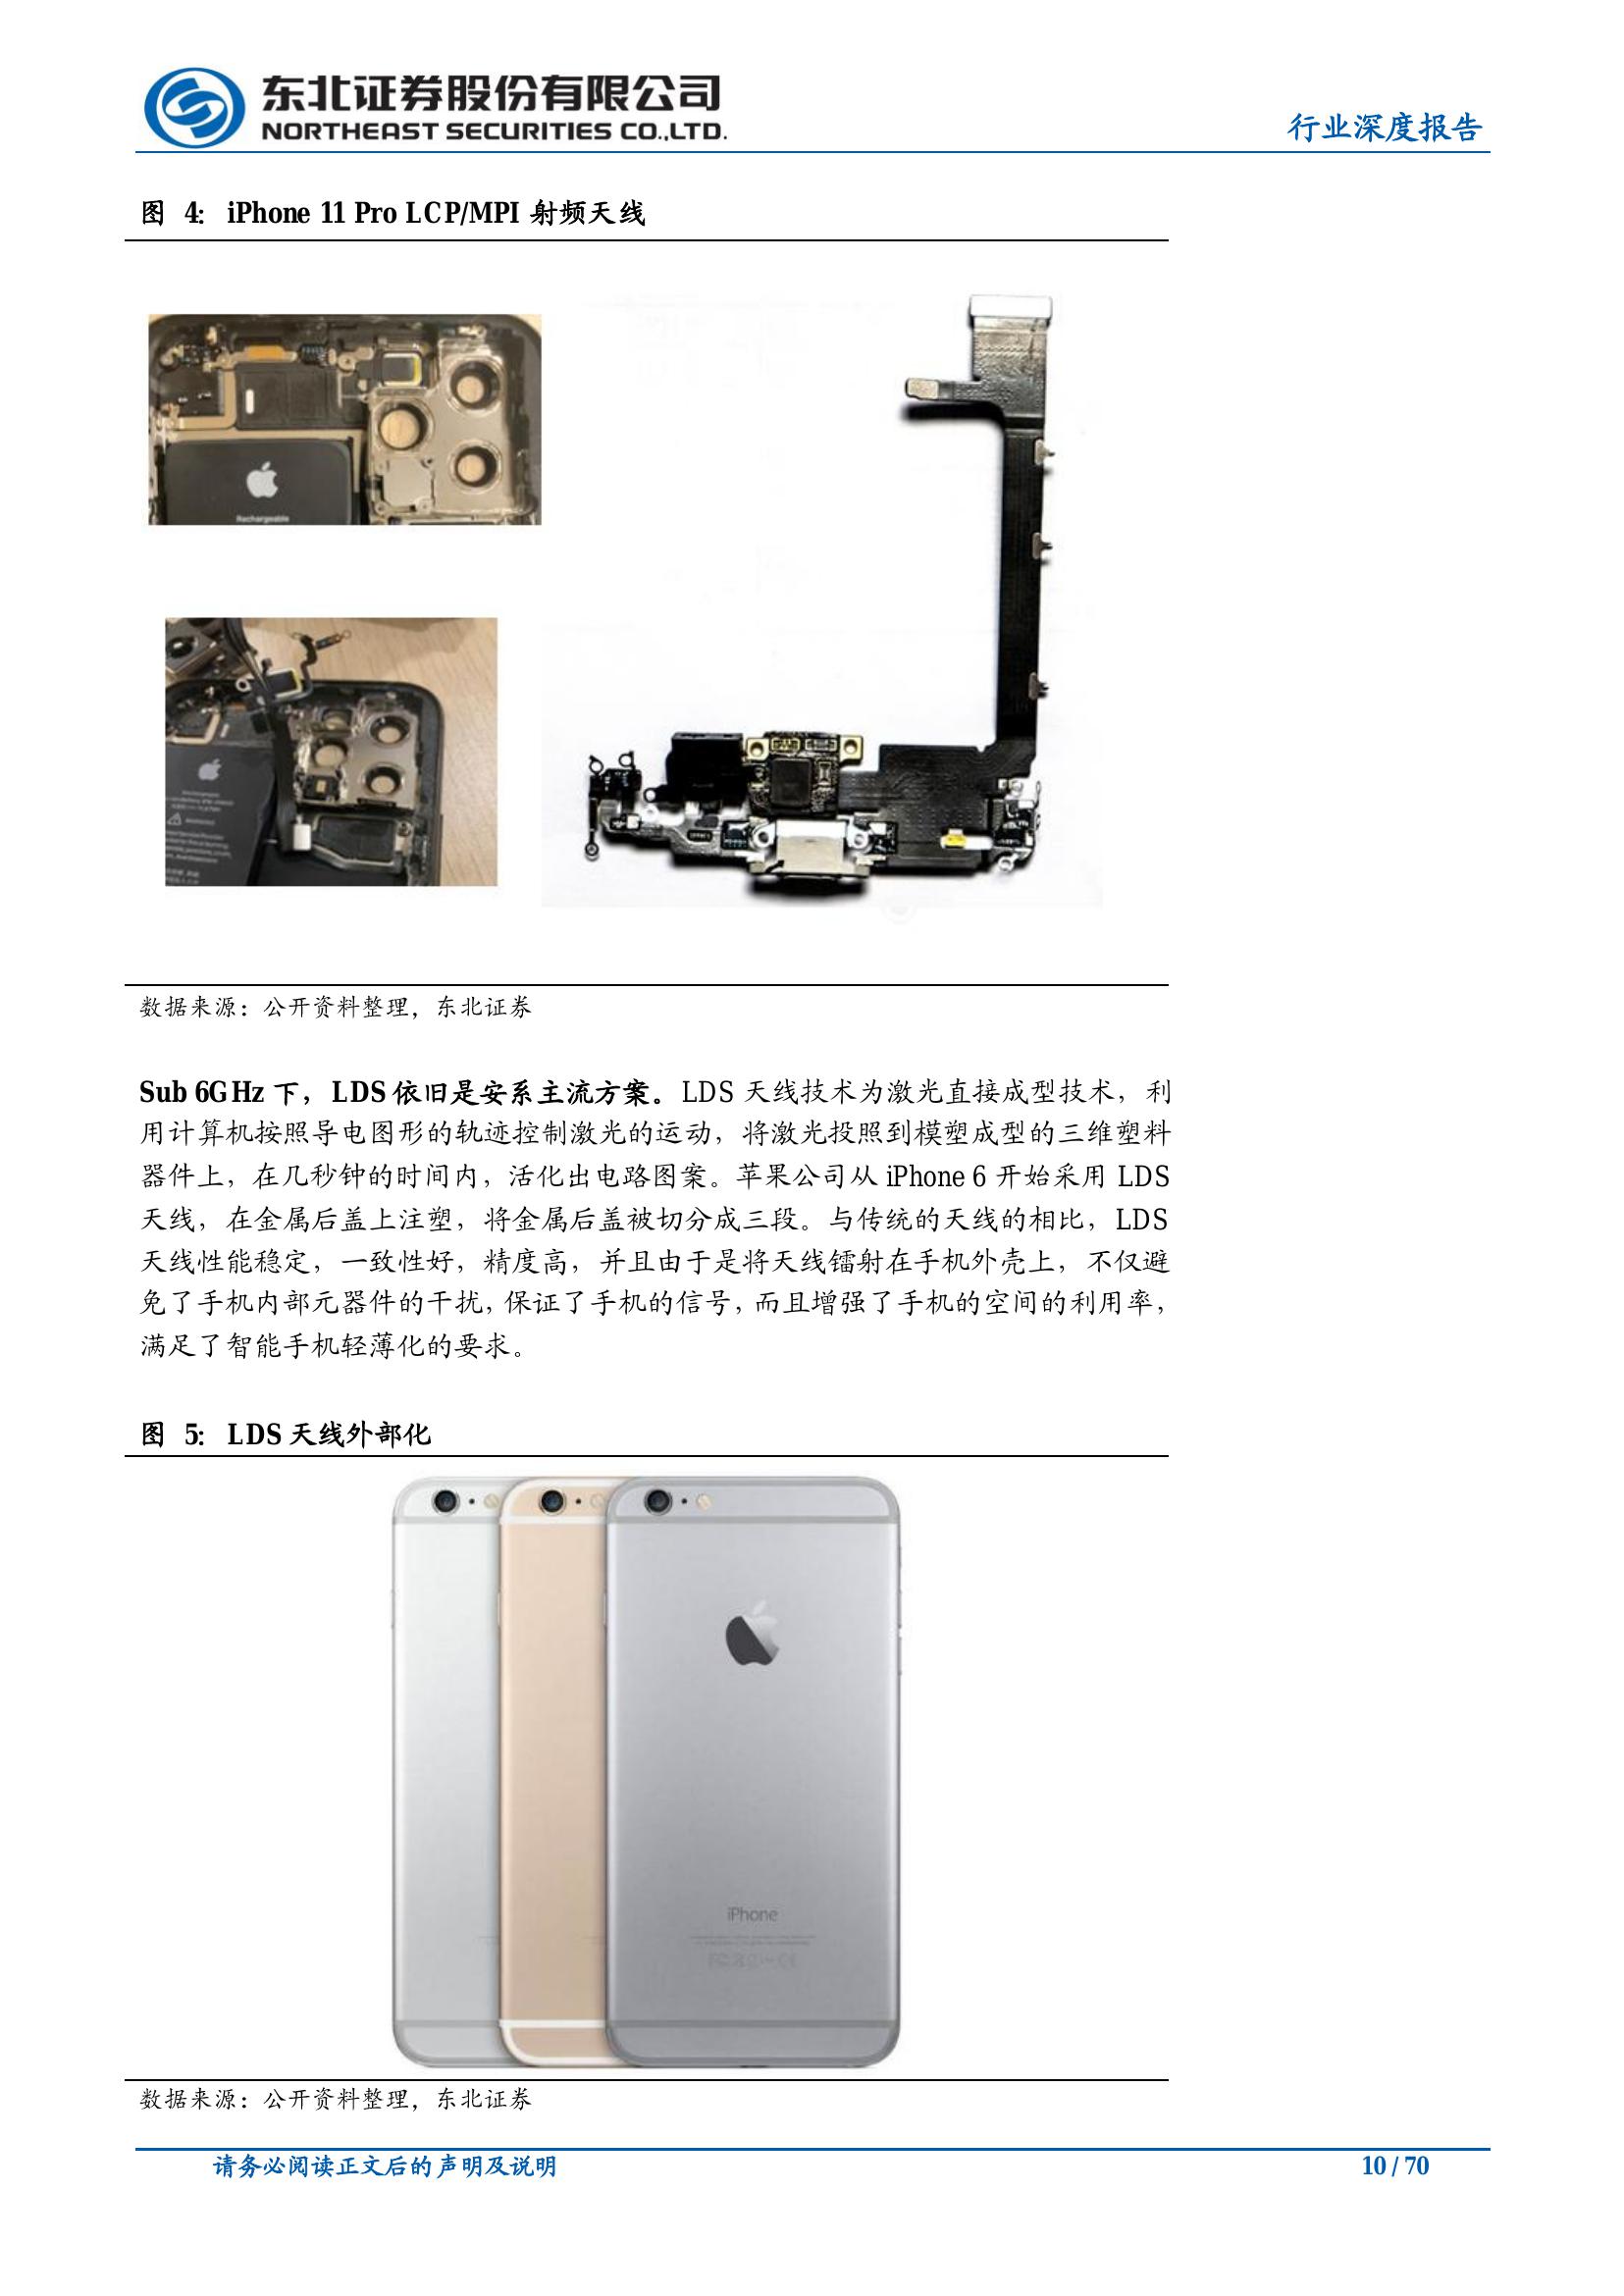 东北证券股份有限公司
NORTHEAST SECURITIES CO.,LTD.
行业深度报告
图 4: iPhone 11 Pro LCP/MPI 射频天线
Rechargeable
数据来源：公开资料整理，东北证券
Sub 6GHz 下，LDS 依旧是安系主流方案。LDS 天线技术为激光直接成型技术，利
用计算机按照导电图形的轨迹控制激光的运动，将激光投照到模塑成型的三维塑料
器件上，在几秒钟的时间内，活化出电路图案。苹果公司从 iPhone 6 开始采用 LDS
天线，在金属后盖上注塑，将金属后盖被切分成三段。与传统的天线的相比，LDS
天线性能稳定，一致性好，精度高，并且由于是将天线镭射在手机外壳上，不仅避
免了手机内部元器件的干扰，保证了手机的信号，而且增强了手机的空间的利用率，
满足了智能手机轻薄化的要求。
图 5: LDS 天线外部化
iPhone
数据来源：公开资料整理，东北证券
请务必阅读正文后的声明及说明
10 / 70